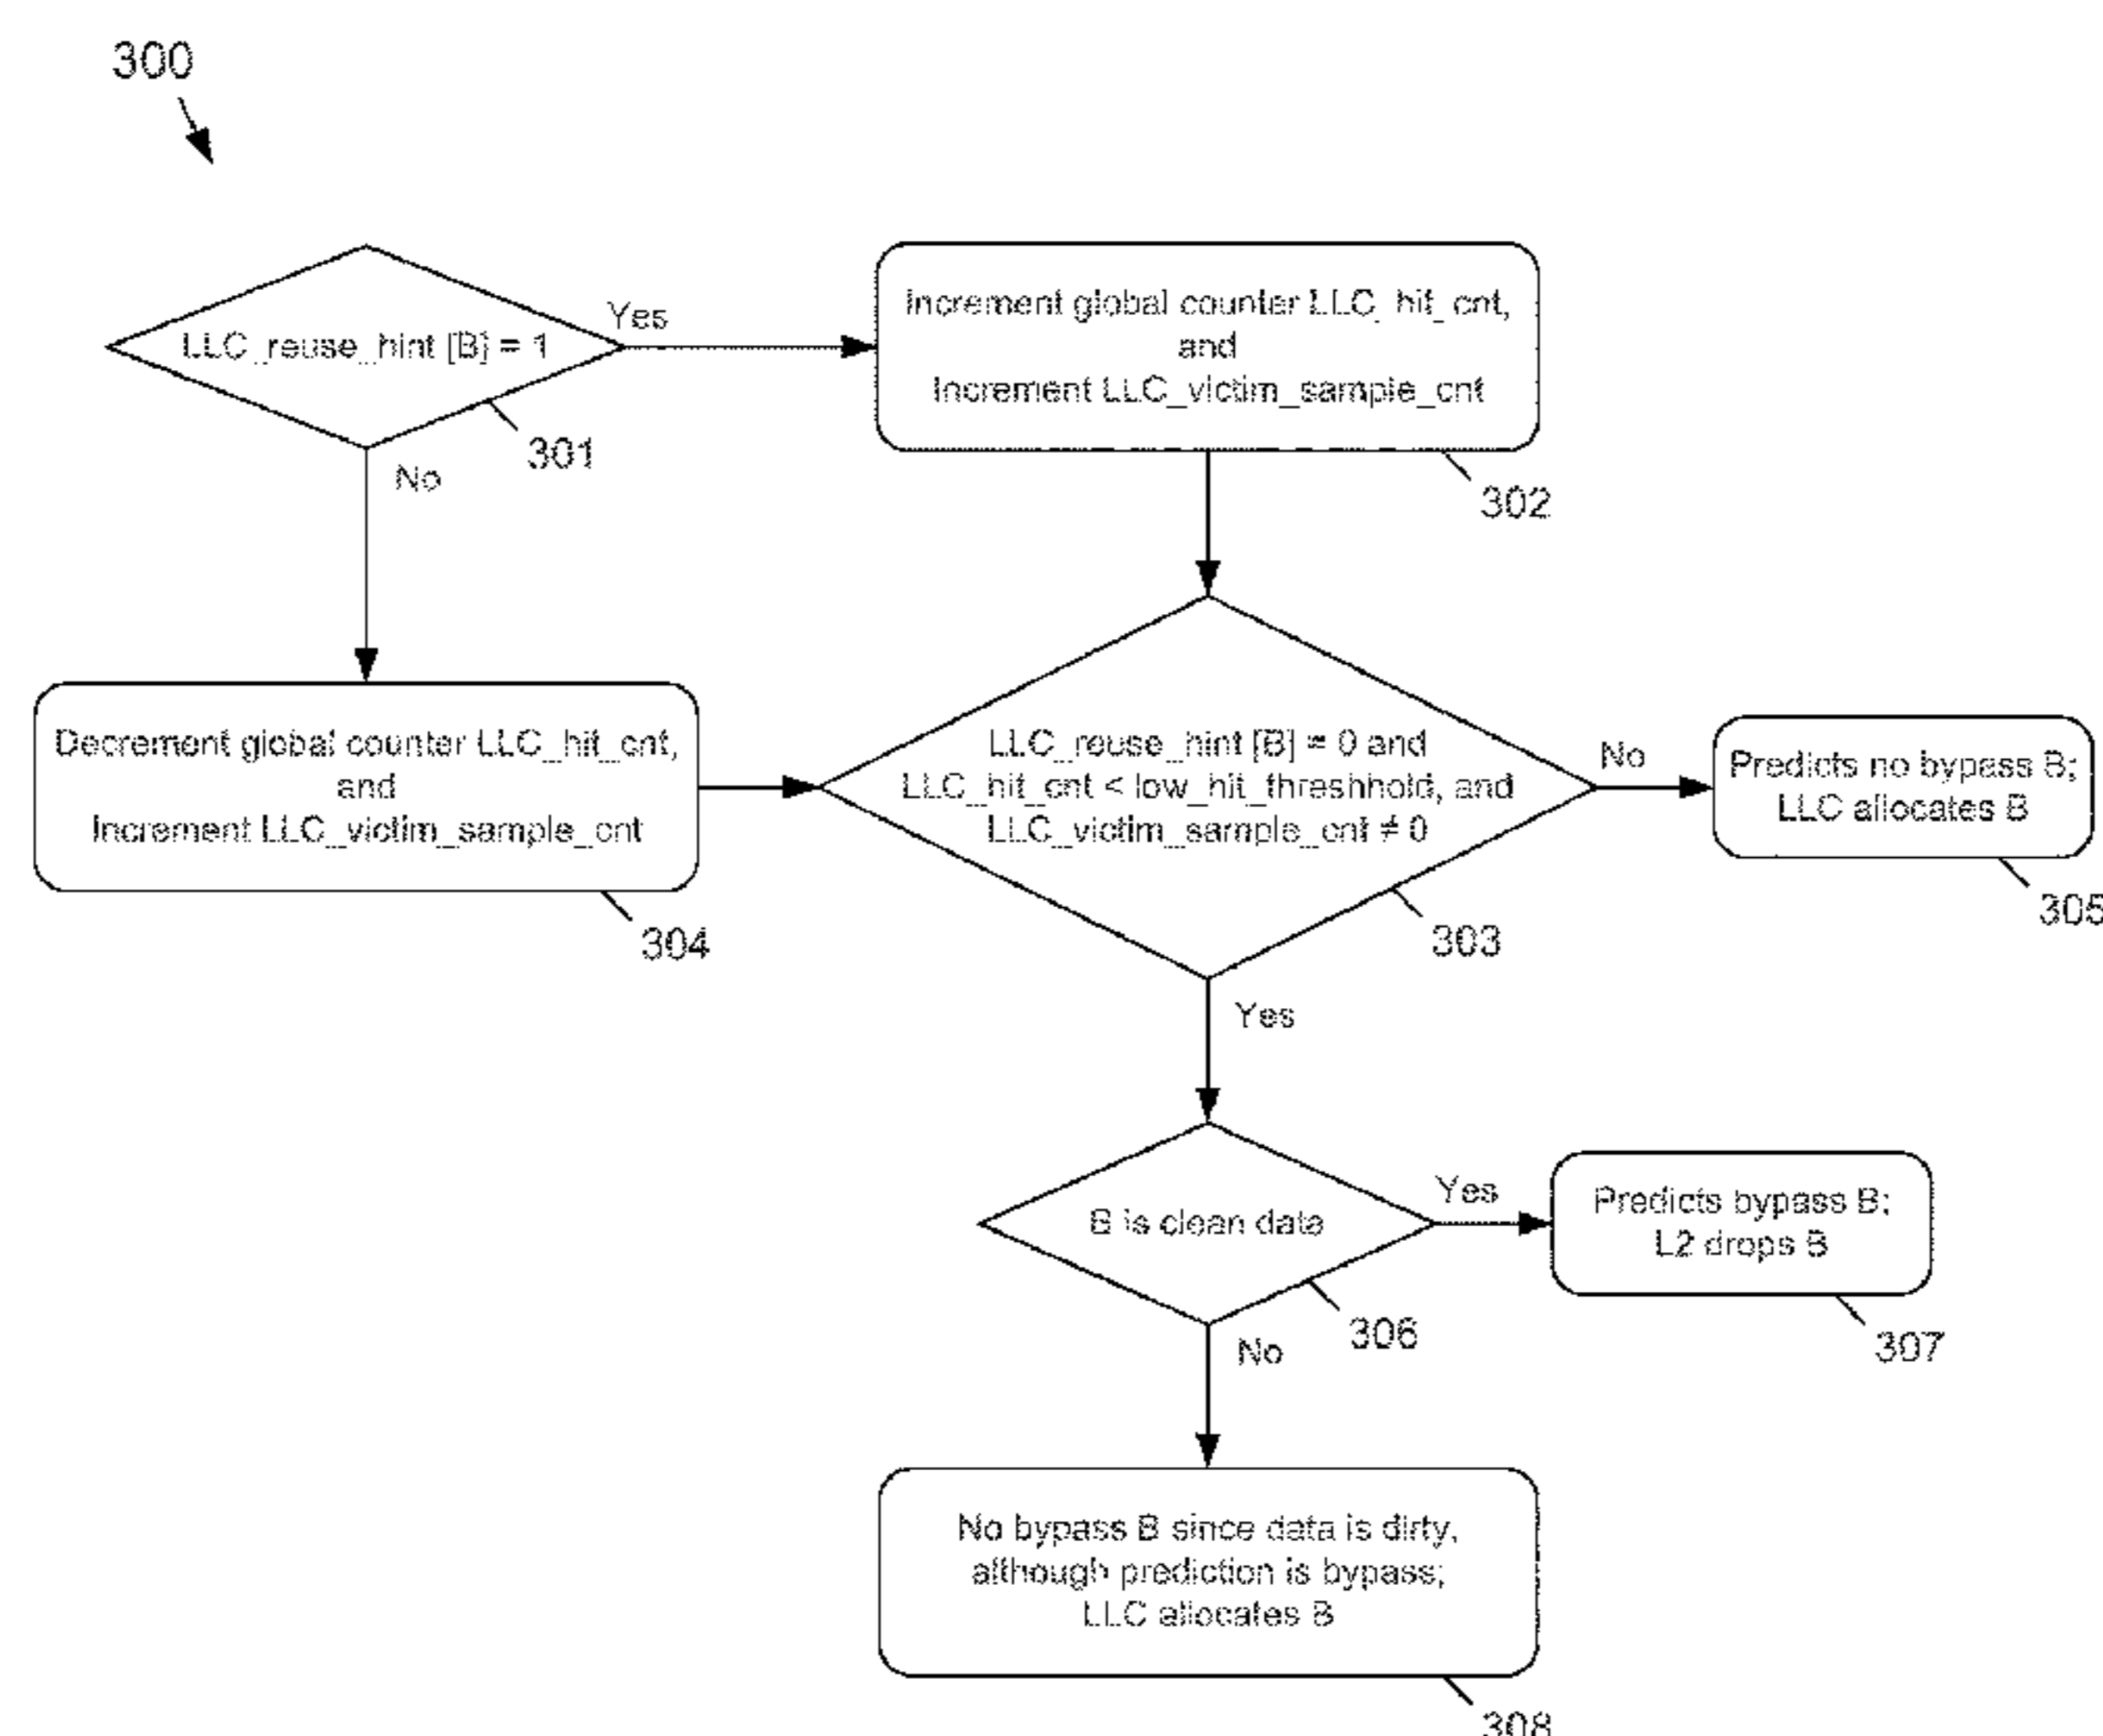 300
LLC_reuse_hint [B] = 1
Yes
No
301
Increment global counter LLC_hit_cnt,
and
Increment LLC_victim_sample_cnt
302
Decrement global counter LLC_hit_cnt,
and
Increment LLC_victim_sample_cnt
304
LLC_reuse_hint [B] = 0 and
LLC_hit_cnt < low_hit_threshhold, and
LLC_victim_sample_cnt ≠ 0
303
No
Predicts no bypass B;
LLC allocates B
305
Yes
B is clean data
306
Yes
Predicts bypass B;
L2 drops B
307
No
No bypass B since data is dirty,
although prediction is bypass;
LLC allocates B
308